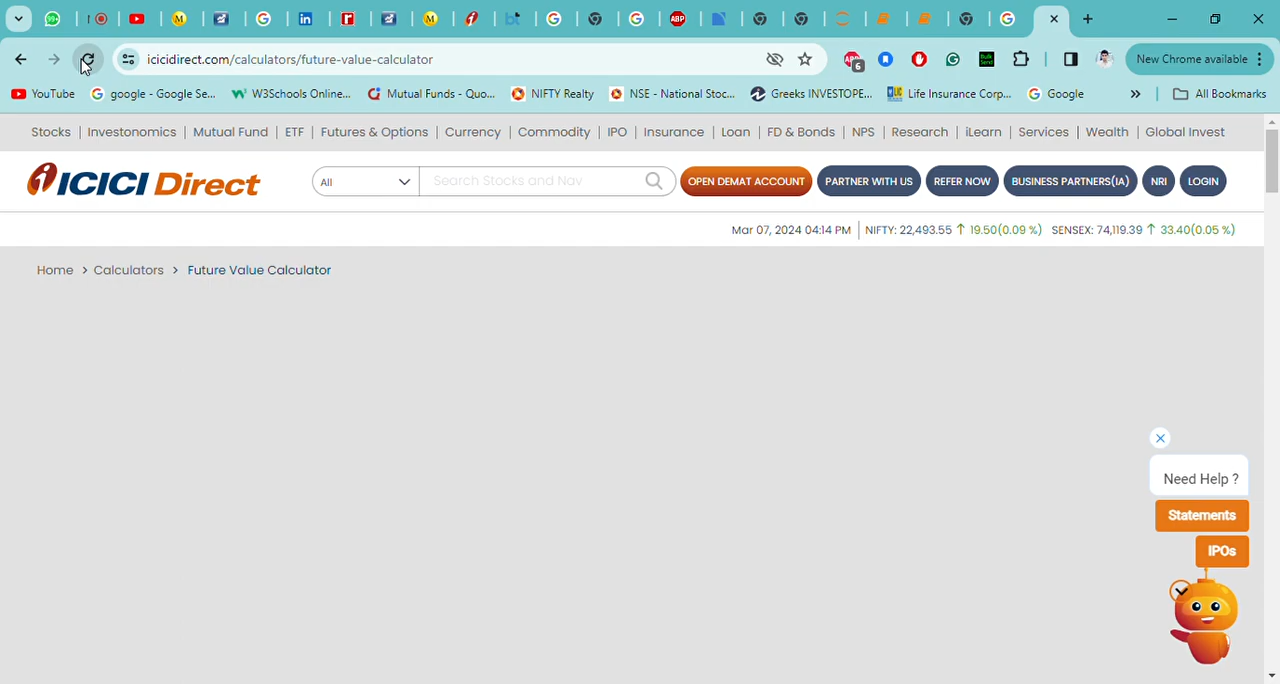 99+
M
M
ABP
icicidirect.com/calculators/future-value-calculator
6
New Chrome available
YouTube
google - Google Se...
W3Schools Online...
Mutual Funds - Quo...
NIFTY Realty
NSE - National Stoc...
Greeks INVESTOPE...
Life Insurance Corp...
Google
All Bookmarks
Stocks | Investonomics | Mutual Fund | ETF | Futures & Options | Currency | Commodity | IPO | Insurance | Loan | FD & Bonds | NPS | Research | iLearn | Services | Wealth | Global Invest
ICICI Direct
All
Search Stocks and Nav
OPEN DEMAT ACCOUNT
PARTNER WITH US
REFER NOW
BUSINESS PARTNERS(IA)
NRI
LOGIN
Mar 07, 2024 04:14 PM | NIFTY: 22,493.55 ↑ 19.50(0.09 %) SENSEX: 74,119.39 ↑ 33.40(0.05 %)
Home > Calculators > Future Value Calculator
Need Help ?
Statements
IPOs